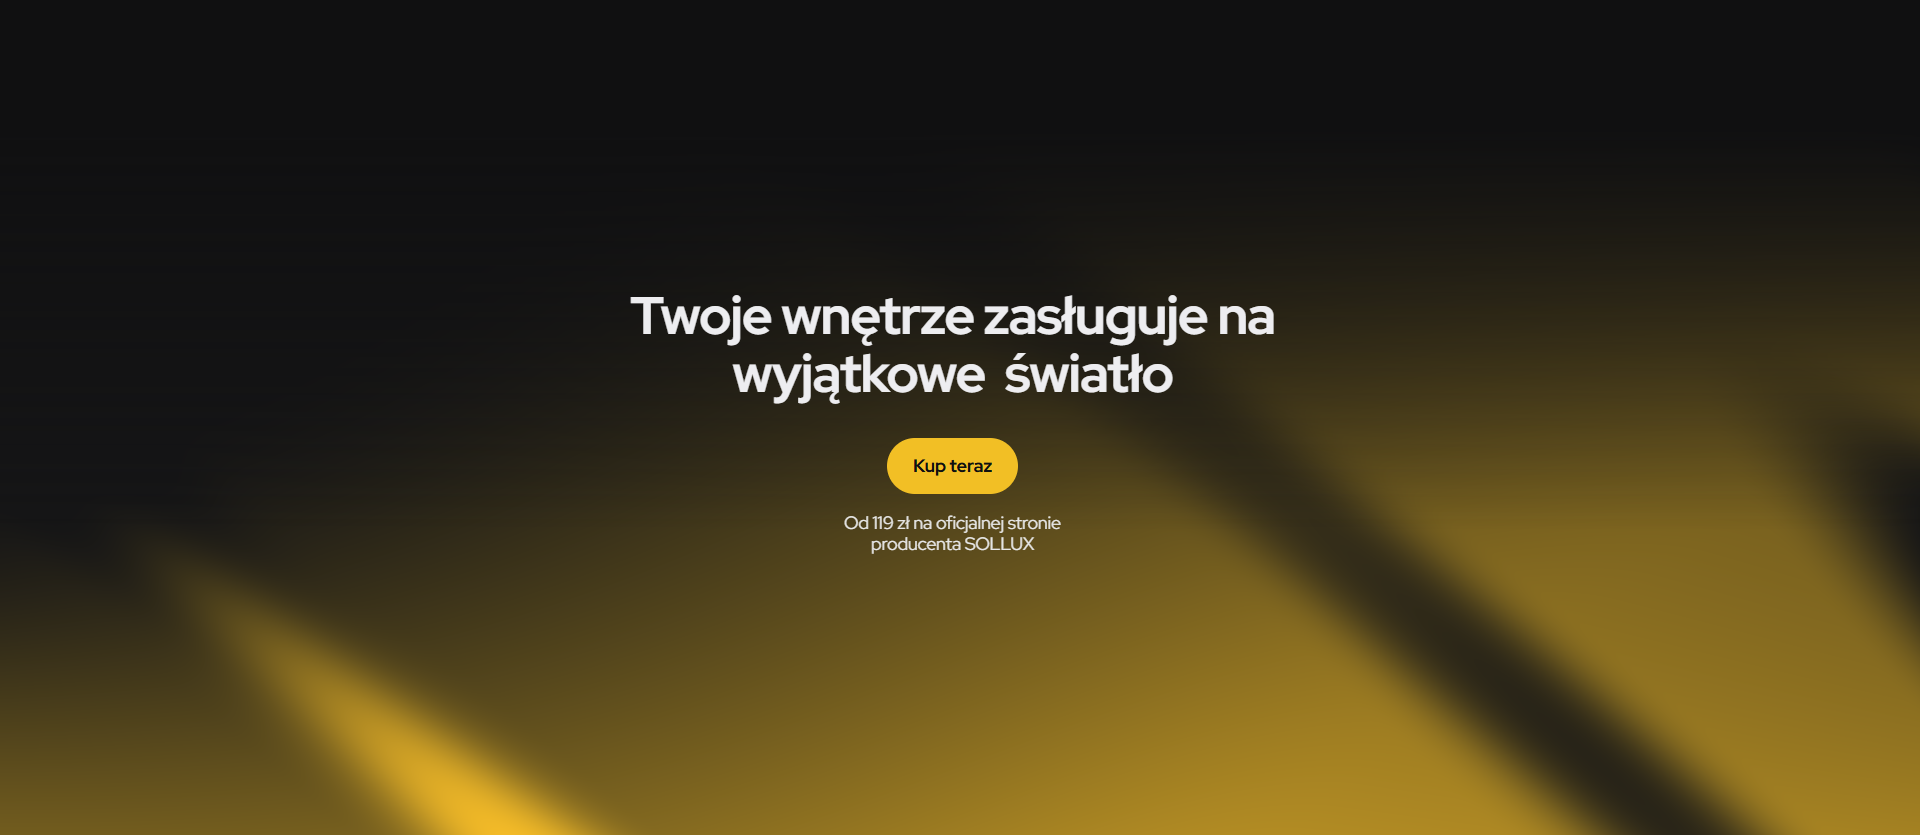 Twoje wnętrze zasługuje na
wyjątkowe światło
Kup teraz
Od 119 zł na oficjalnej stronie
producenta SOLLUX